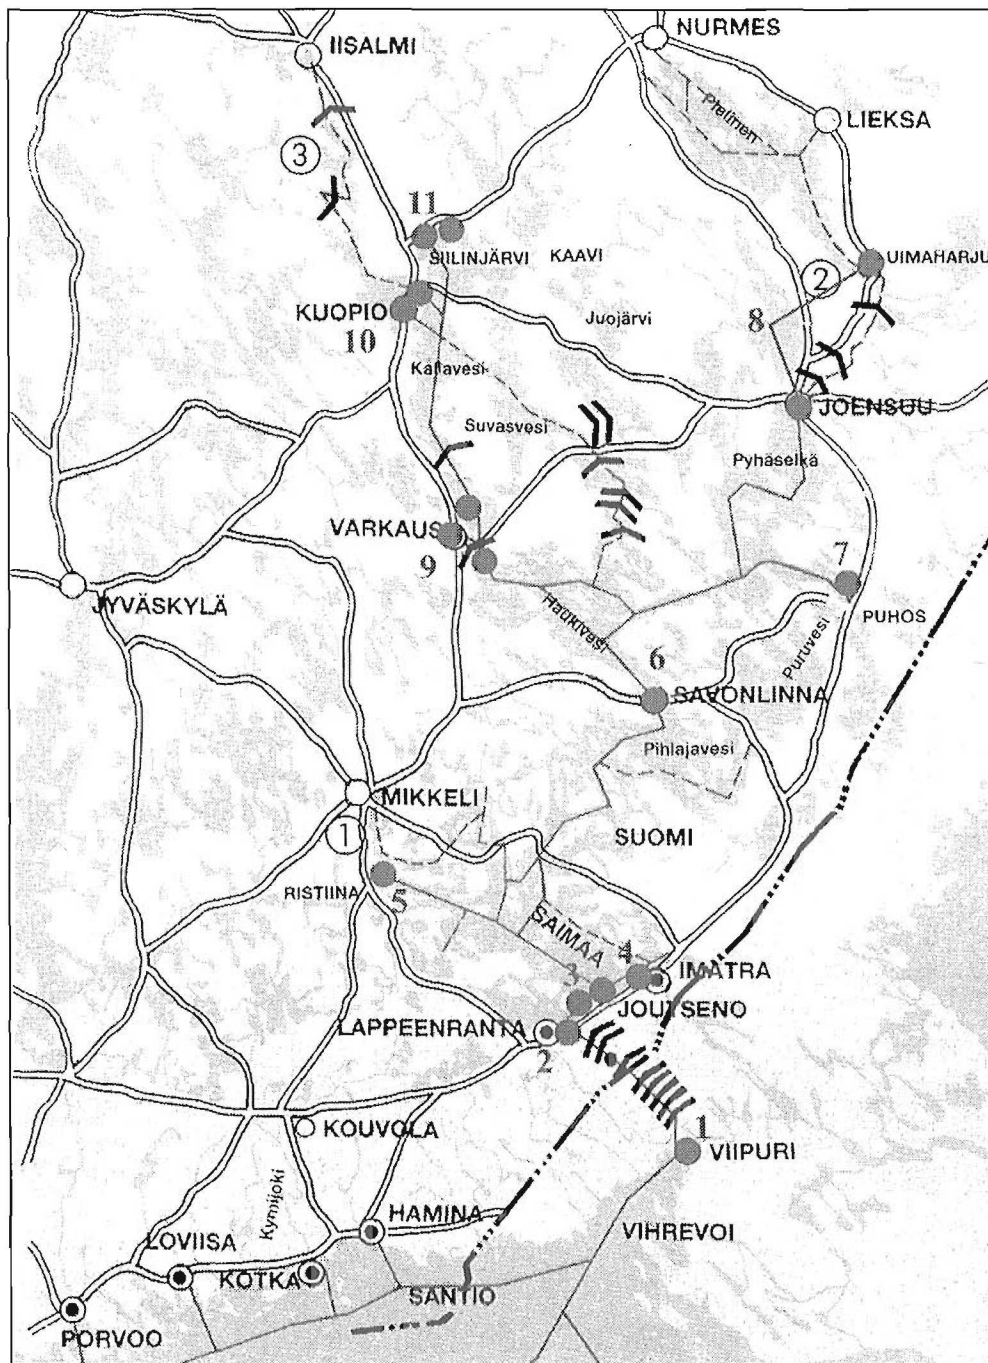 NURMES
IISALMI
Pielinen
LIEKSA
3
11
SIILINJÄRVI
KAAVI
UIMAHARJU
2
KUOPIO
10
Juojärvi
8
Kallavesi
JOENSUU
Suvasvesi
Pyhäselkä
VARKAUS
9
7
JYVÄSKYLÄ
Haukivesi
PUHOS
Puruvesi
6
SAVONLINNA
Pihlajavesi
MIKKELI
1
SUOMI
RISTIINA
5
SAIMAA
4
IMATRA
3
JOUTSENO
LAPPEENRANTA
2
KOUVOLA
1
VIIPURI
Kymijoki
HAMINA
VIHREVOI
LOVIISA
KOTKA
SANTIO
PORVOO